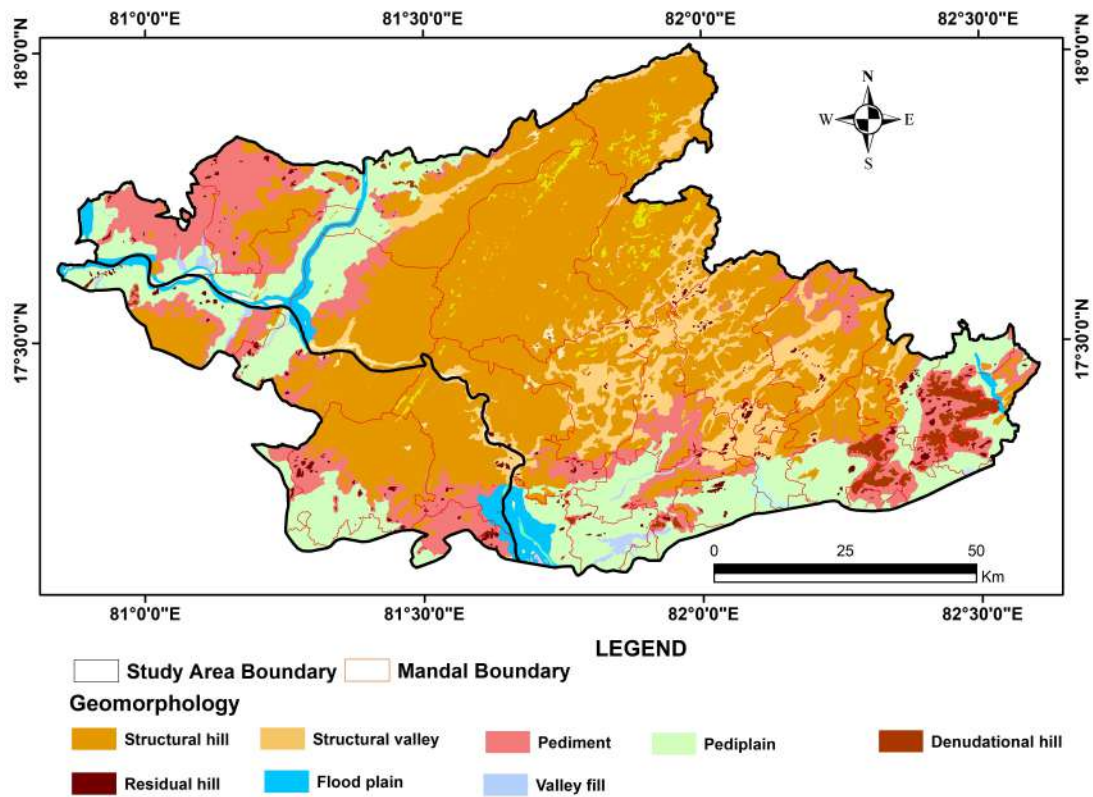 81°0'0"E 81°30'0"E 82°0'0"E 82°30'0"E
18°0'0"N 18°0'0"N
N
W E
S
17°30'0"N 17°30'0"N
0 25 50
Km
81°0'0"E 81°30'0"E 82°0'0"E 82°30'0"E
LEGEND
Study Area Boundary Mandal Boundary
Geomorphology
Structural hill Structural valley Pediment Pediplain Denudational hill
Residual hill Flood plain Valley fill